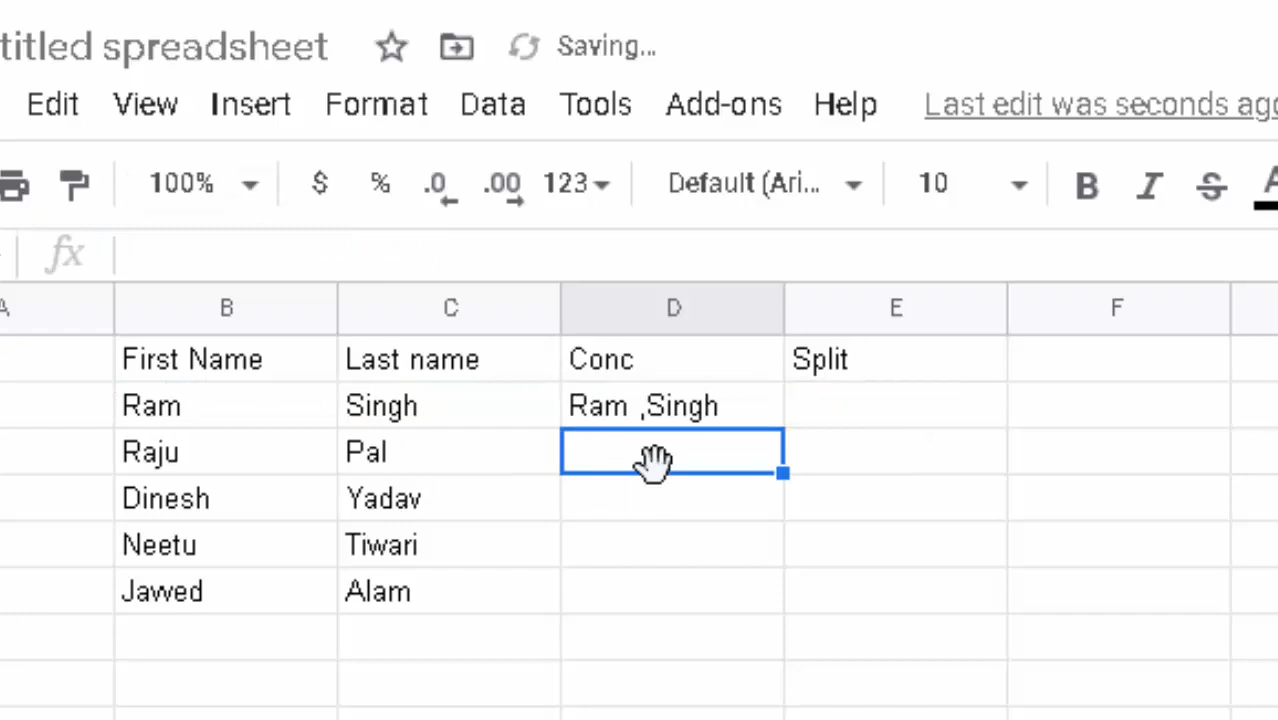 titled spreadsheet Saving...
Edit View Insert Format Data Tools Add-ons Help Last edit was seconds ago
100% $ % .0 .00 123 Default (Ari... 10 B I S A
fx
A B C D E F
First Name Last name Conc Split
Ram Singh Ram ,Singh
Raju Pal
Dinesh Yadav
Neetu Tiwari
Jawed Alam